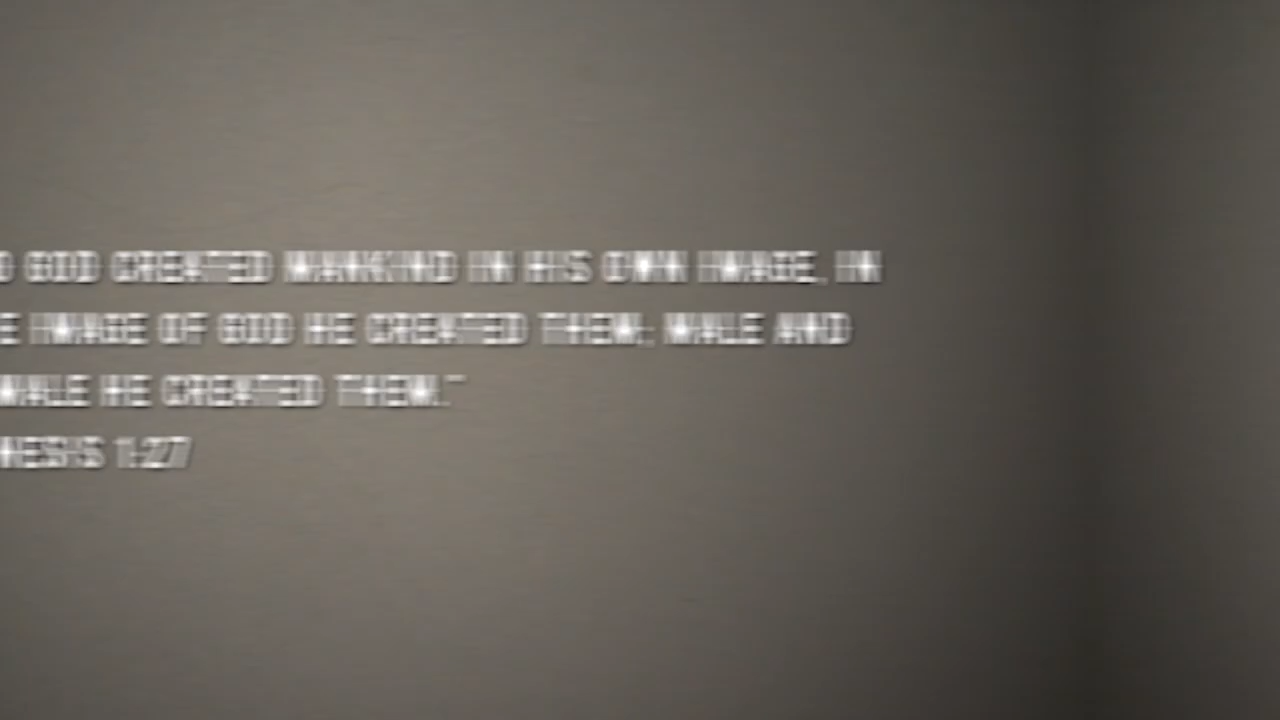 O GOD CREATED MANKIND IN HIS OWN IMAGE, IN
E IMAGE OF GOD HE CREATED THEM; MALE AND
MALE HE CREATED THEM."
NESIS 1:27